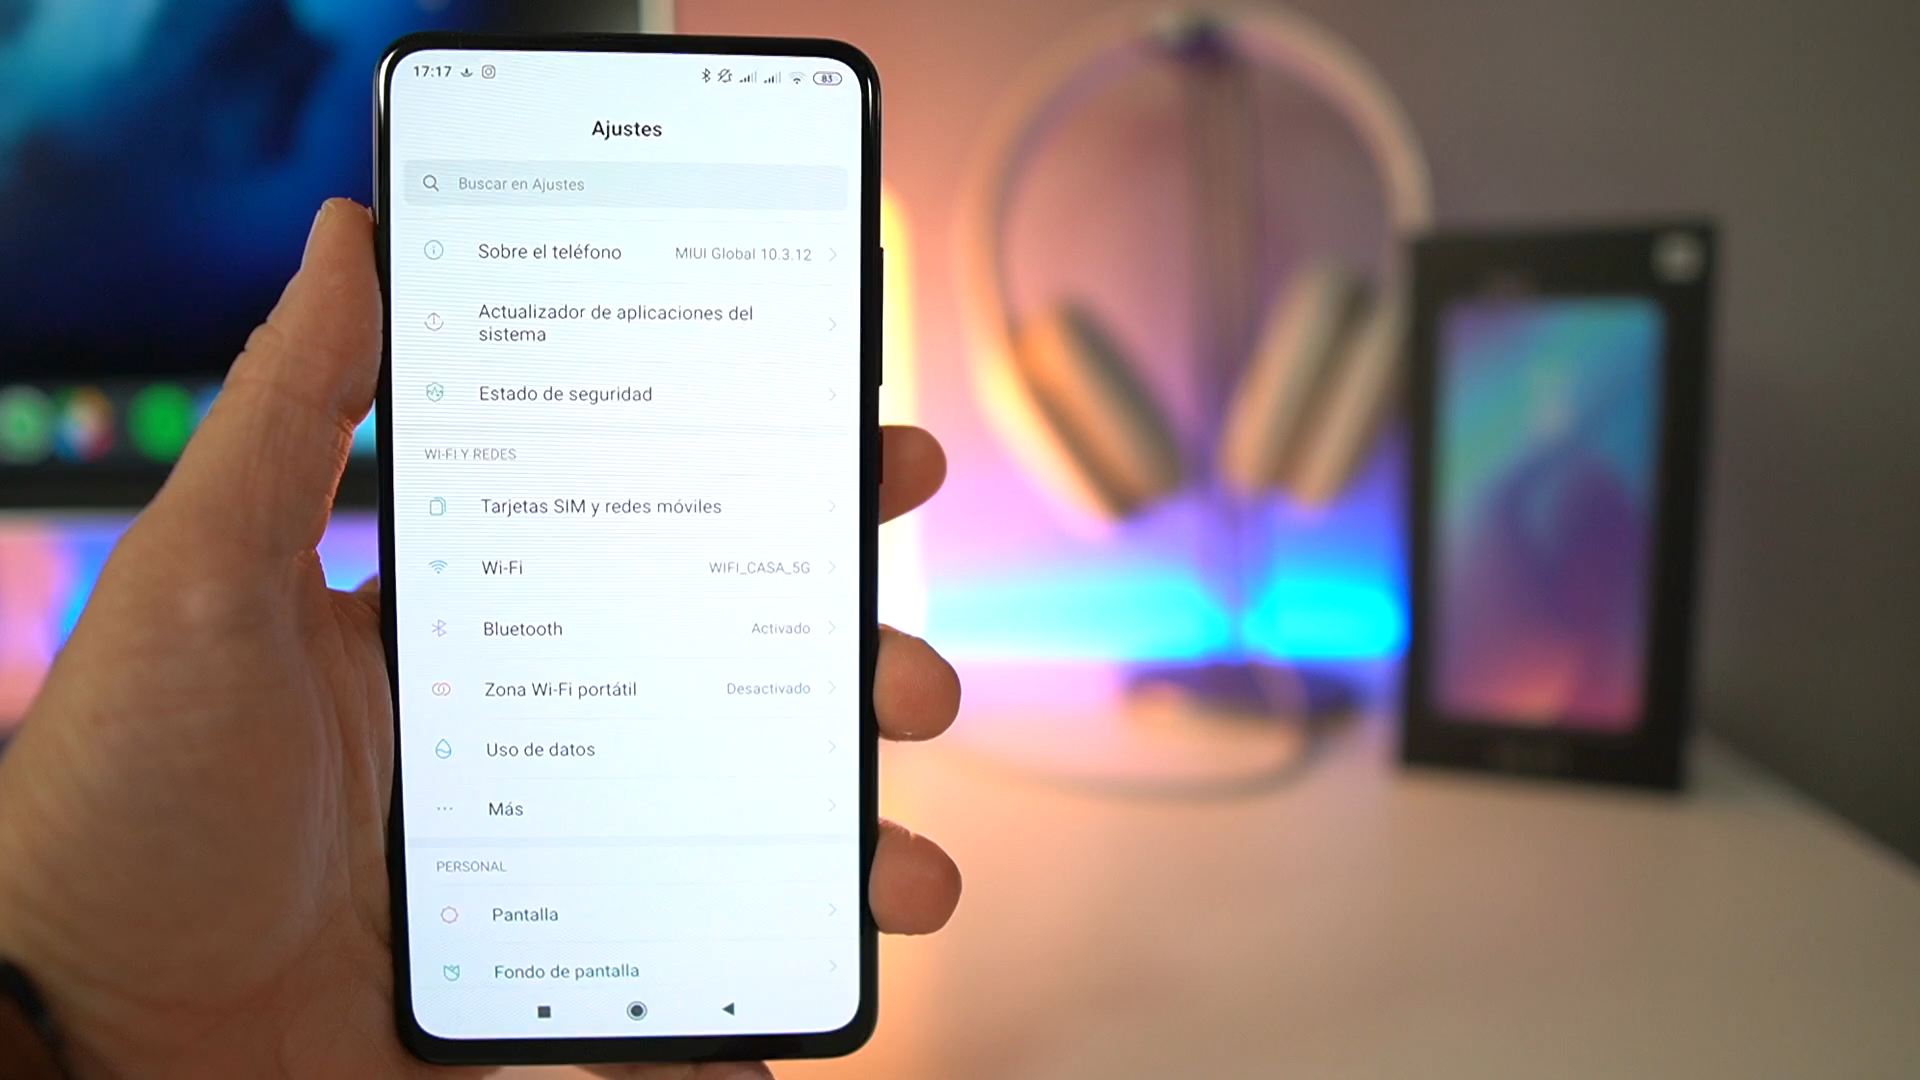 17:17
83
Ajustes
Buscar en Ajustes
Sobre el teléfono MIUI Global 10.3.12
Actualizador de aplicaciones del
sistema
Estado de seguridad
WI-FI Y REDES
Tarjetas SIM y redes móviles
Wi-Fi WIFI_CASA_5G
Bluetooth Activado
Zona Wi-Fi portátil Desactivado
Uso de datos
Más
PERSONAL
Pantalla
Fondo de pantalla